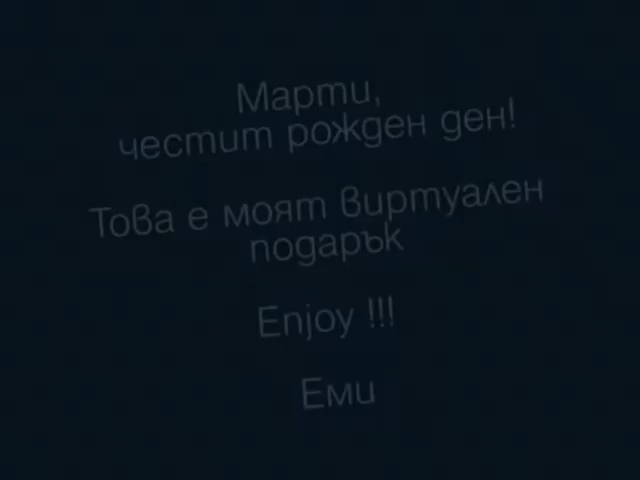 Марти,
честит рожден ден!
Това е моят виртуален
подарък
Enjoy !!!
Еми